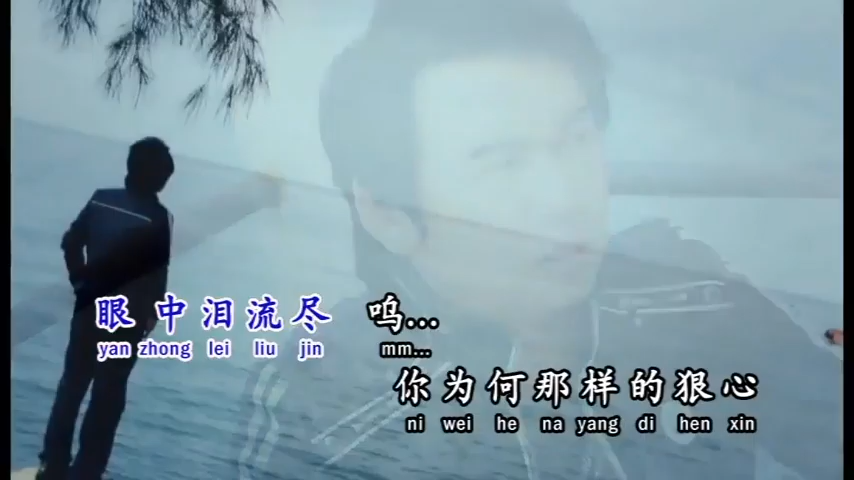 眼中泪流尽 呜...
yan zhong lei liu jin mm...
你为何那样的狠心
ni wei he na yang di hen xin